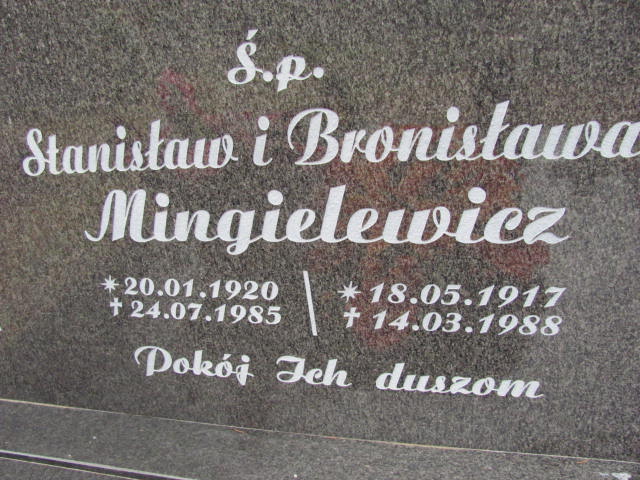 Ś.p.
Stanisław i Bronisława
Mingielewicz
*20.01.1920 / *18.05.1917
†24.07.1985 †14.03.1988
Pokój Ich duszom